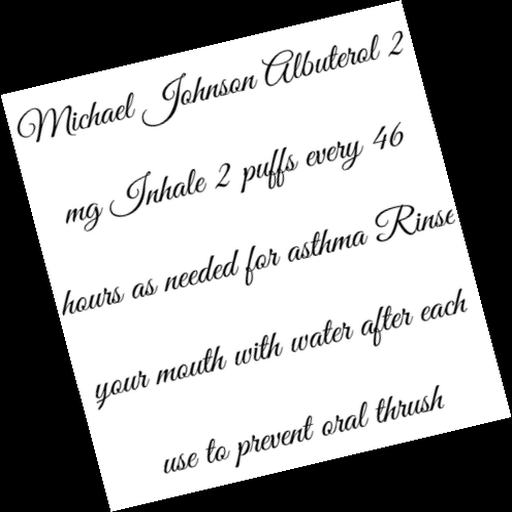 Michael Johnson Albuterol 2
mg Inhale 2 puffs every 46
hours as needed for asthma Rinse
your mouth with water after each
use to prevent oral thrush